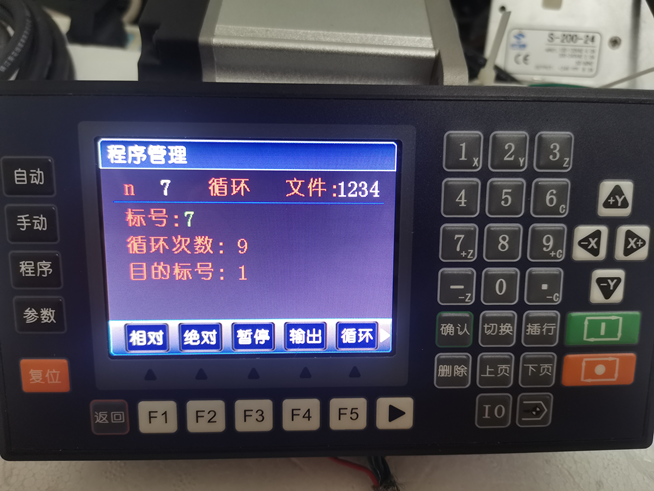 S-200-24
CE
程序管理
n 7 循环 文件:1234
标号:7
循环次数: 9
目的标号: 1
相对 绝对 暂停 输出 循环
自动
手动
程序
参数
复位
返回 F1 F2 F3 F4 F5
1X 2Y 3Z
4 5 6C
7+Z 8 9+C
-−Z 0 .-C
确认 切换 插行
删除 上页 下页
IO
+Y
-X X+
-Y